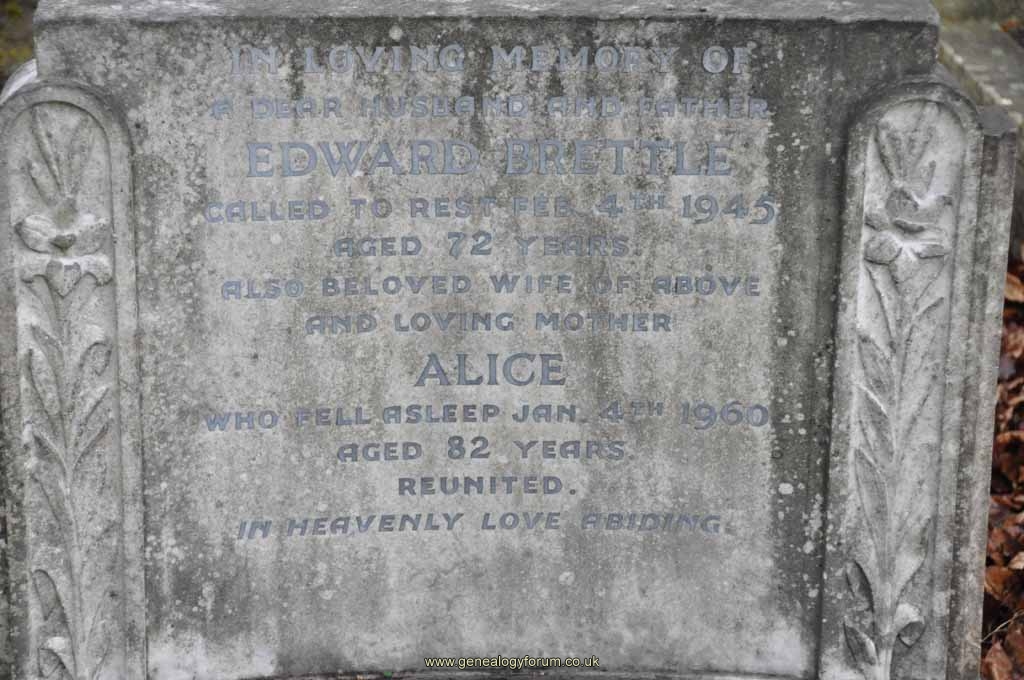 IN LOVING MEMORY OF
A DEAR HUSBAND AND FATHER
EDWARD BRETTLE
CALLED TO REST FEB. 4TH 1945
AGED 72 YEARS.
ALSO BELOVED WIFE OF ABOVE
AND LOVING MOTHER
ALICE
WHO FELL ASLEEP JAN. 4TH 1960
AGED 82 YEARS.
REUNITED.
IN HEAVENLY LOVE ABIDING.
www.genealogyforum.co.uk